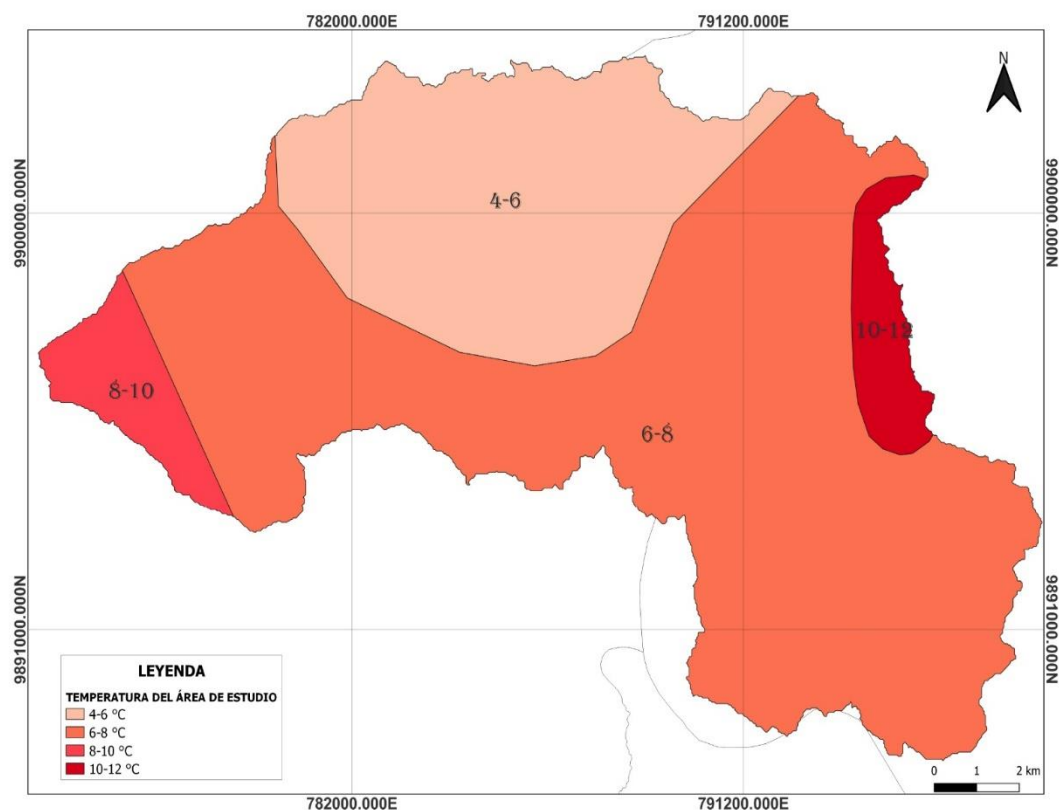 782000.000E
791200.000E
N
9900000.000N
9900000.000N
4-6
10-12
8-10
6-8
9891000.000N
9891000.000N
LEYENDA
TEMPERATURA DEL ÁREA DE ESTUDIO
4-6 °C
6-8 °C
8-10 °C
10-12 °C
0 1 2 km
782000.000E
791200.000E